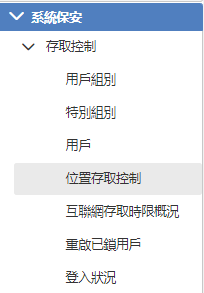 系統保安
存取控制
用戶組別
特別組別
用戶
位置存取控制
互聯網存取時限概況
重啟已鎖用戶
登入狀況